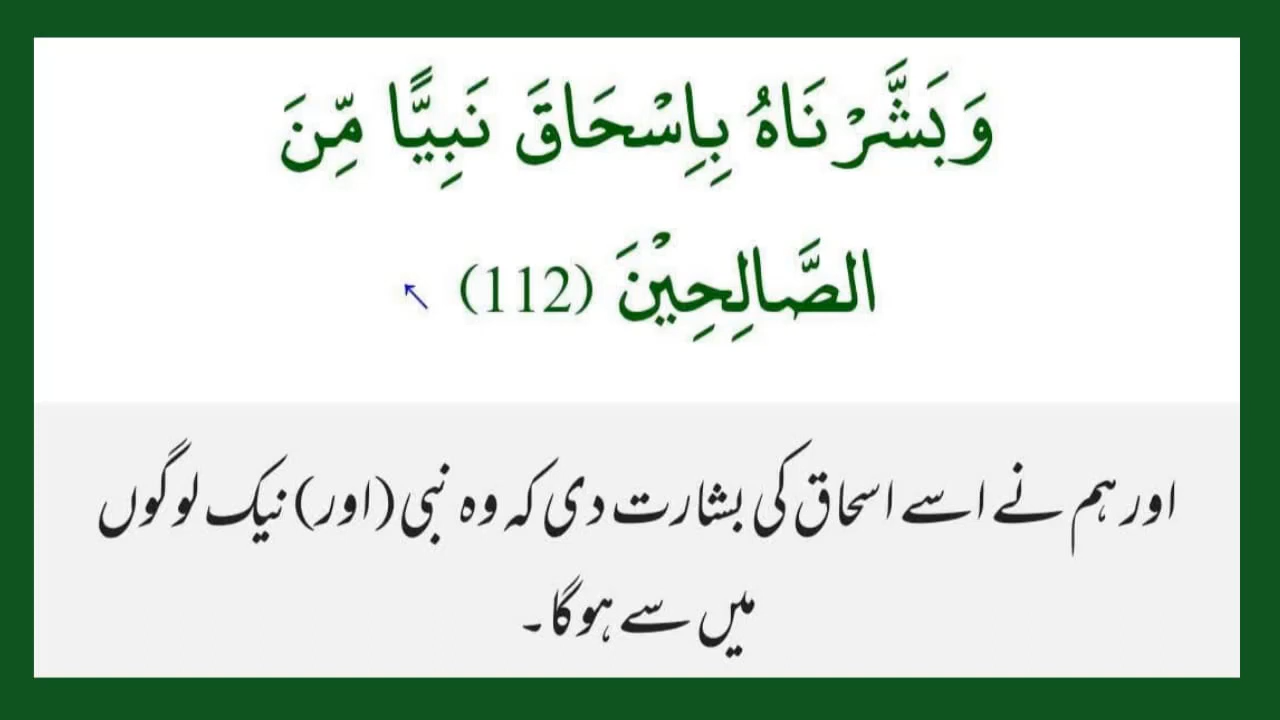 وَبَشَّرْنَاهُ بِاِسْحَاقَ نَبِيًّا مِّنَ
الصَّالِحِيْنَ (112)
اور ہم نے اسے اسحاق کی بشارت دی کہ وہ نبی (اور) نیک لوگوں
میں سے ہوگا۔